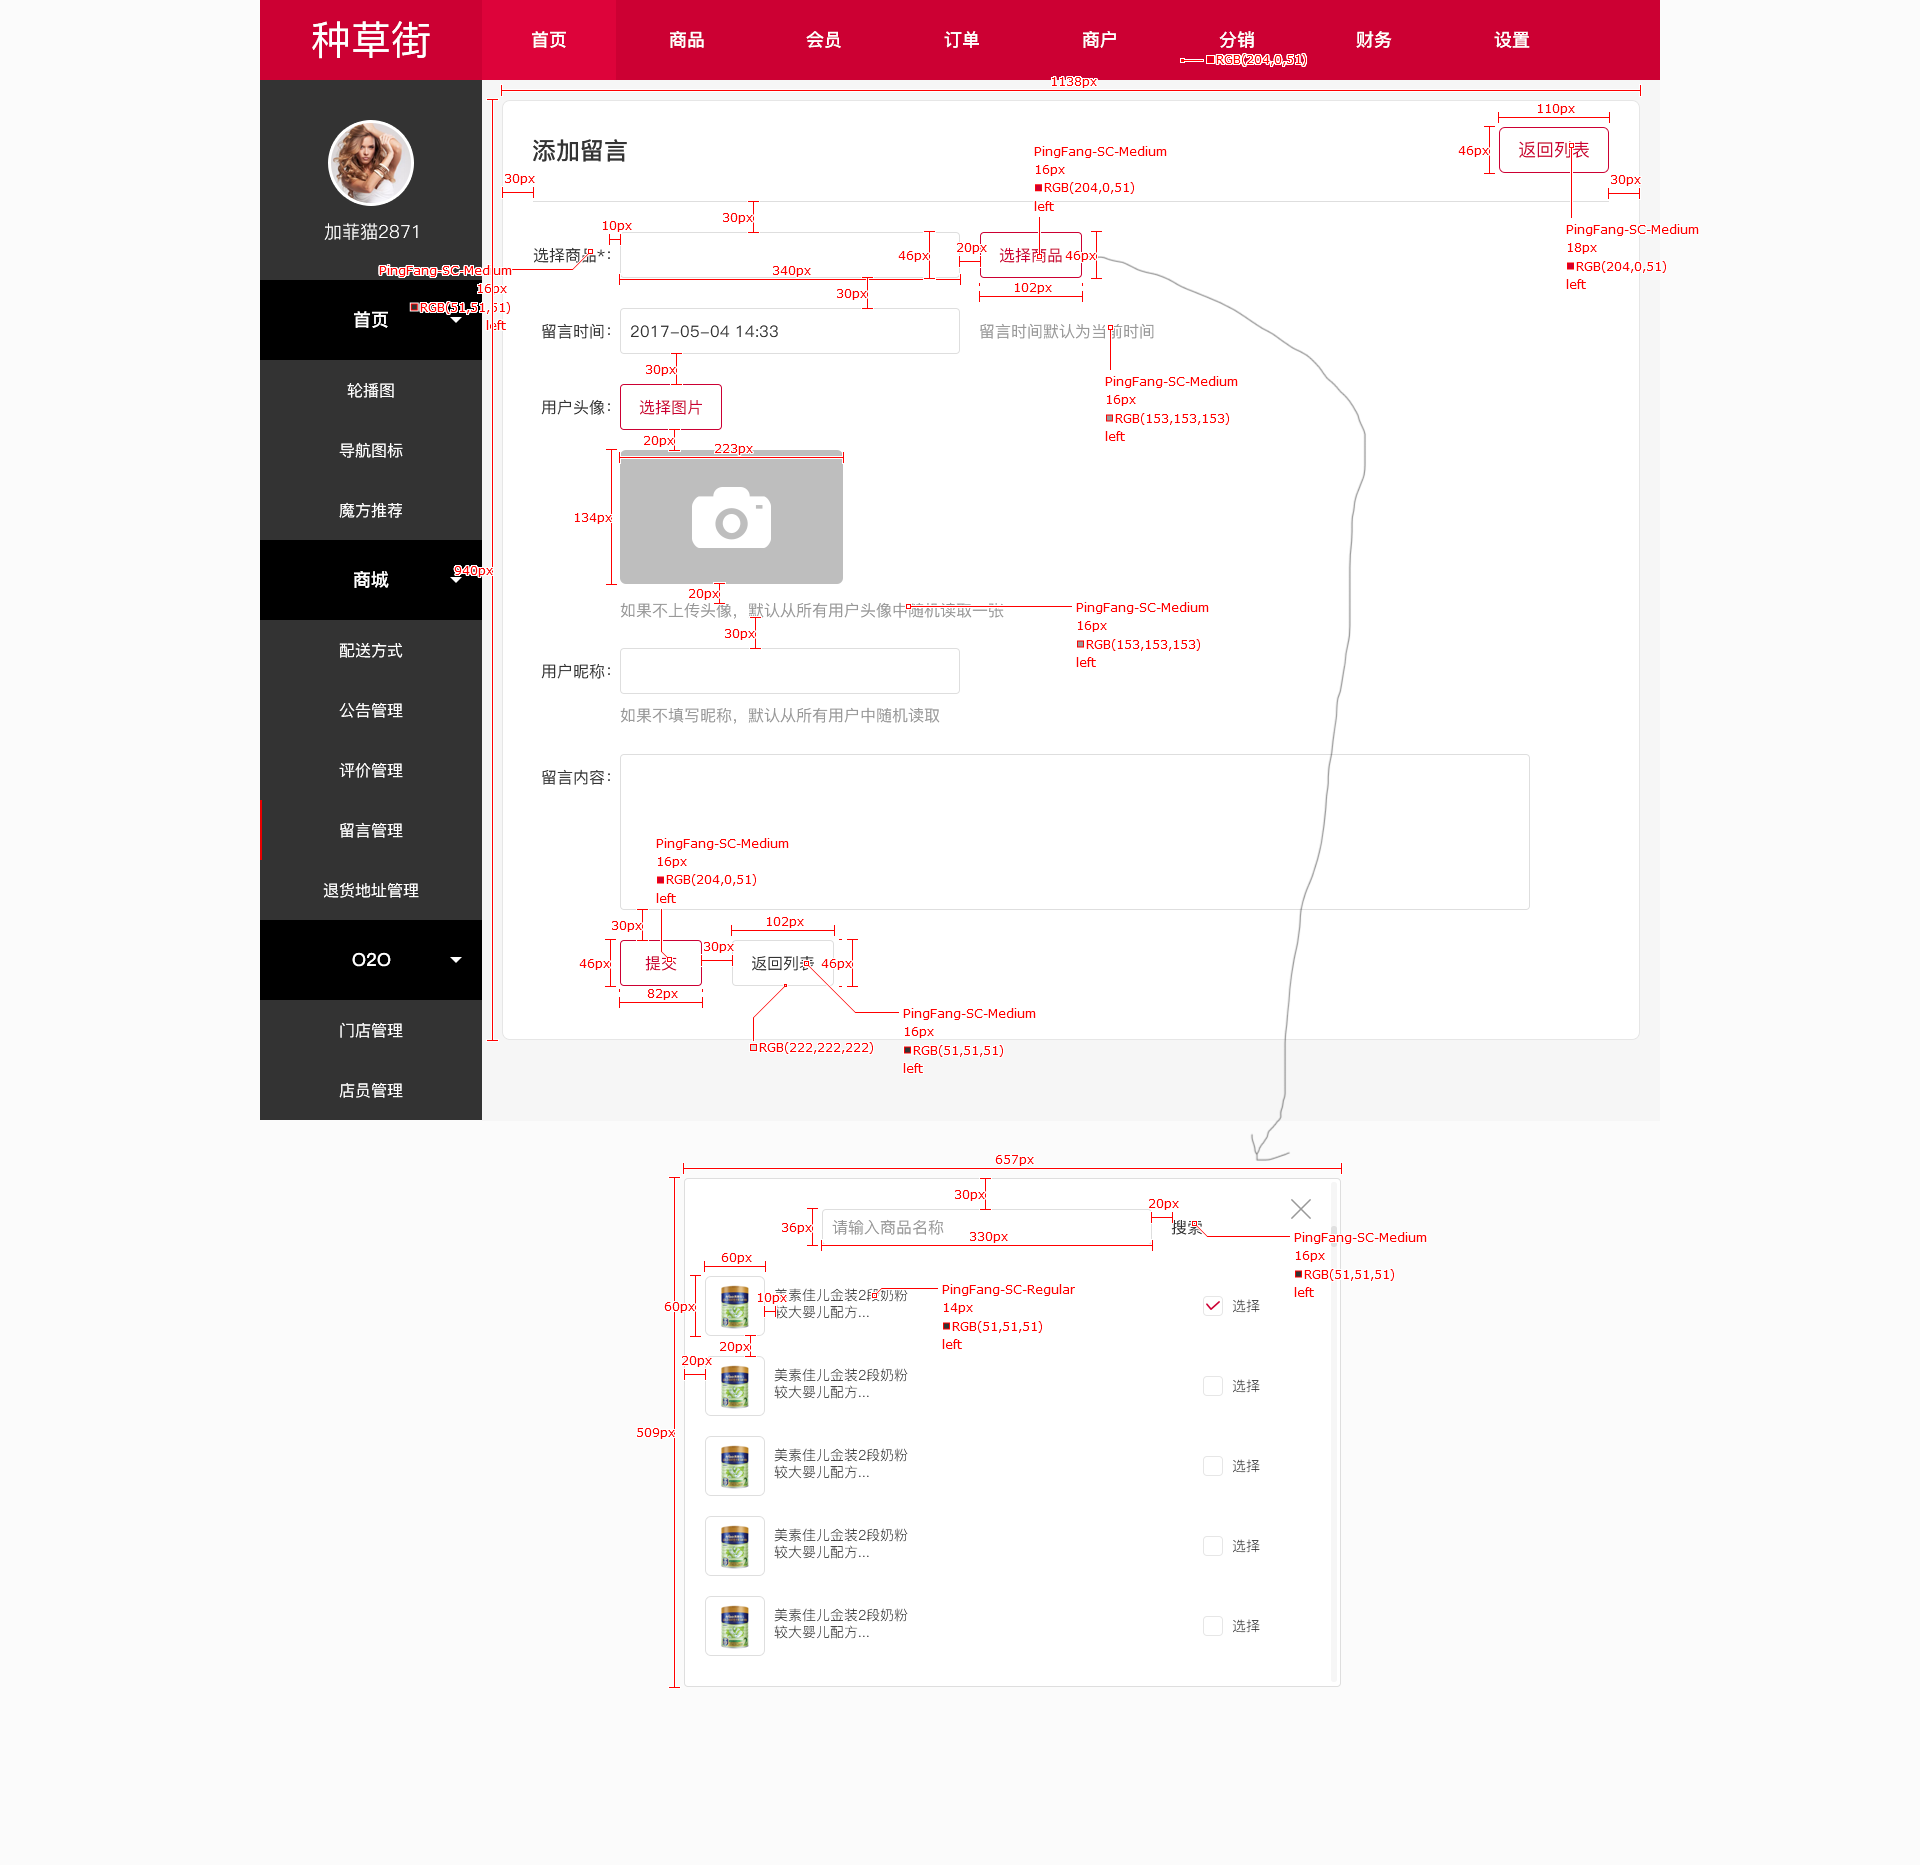 种草街
首页
商品
会员
订单
商户
分销
财务
设置
RGB(204,0,51)
1138px
加菲猫2871
首页
轮播图
导航图标
魔方推荐
商城
配送方式
公告管理
评价管理
留言管理
退货地址管理
O2O
门店管理
店员管理
940px
添加留言
30px
110px
46px
返回列表
30px
PingFang-SC-Medium
18px
RGB(204,0,51)
left
PingFang-SC-Medium
16px
RGB(204,0,51)
left
30px
10px
选择商品*:
PingFang-SC-Medium
16px
RGB(51,51,51)
left
46px
340px
20px
选择商品
46px
102px
30px
留言时间:
2017-05-04 14:33
留言时间默认为当前时间
PingFang-SC-Medium
16px
RGB(153,153,153)
left
30px
用户头像:
选择图片
20px
223px
134px
20px
如果不上传头像，默认从所有用户头像中随机读取一张
PingFang-SC-Medium
16px
RGB(153,153,153)
left
30px
用户昵称:
如果不填写昵称，默认从所有用户中随机读取
留言内容:
PingFang-SC-Medium
16px
RGB(204,0,51)
left
30px
46px
提交
82px
30px
102px
返回列表
46px
RGB(222,222,222)
PingFang-SC-Medium
16px
RGB(51,51,51)
left
657px
509px
30px
36px
请输入商品名称
330px
20px
搜索
PingFang-SC-Medium
16px
RGB(51,51,51)
left
60px
60px
10px
美素佳儿金装2段奶粉
较大婴儿配方...
PingFang-SC-Regular
14px
RGB(51,51,51)
left
选择
20px
20px
美素佳儿金装2段奶粉
较大婴儿配方...
选择
美素佳儿金装2段奶粉
较大婴儿配方...
选择
美素佳儿金装2段奶粉
较大婴儿配方...
选择
美素佳儿金装2段奶粉
较大婴儿配方...
选择